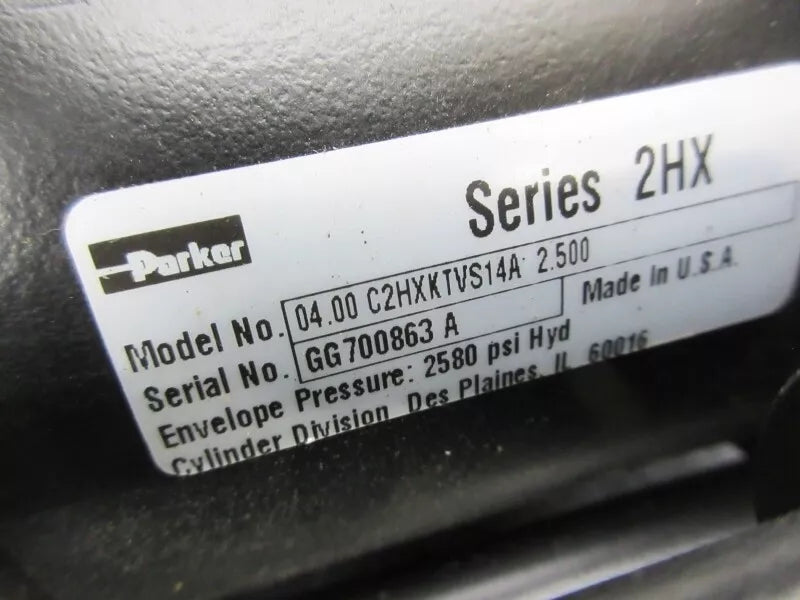 Series 2HX
Parker
Model No. 04.00 C2HXKTVS14A 2.500
Serial No. GG700863 A
Made In U.S.A.
Envelope Pressure: 2580 psi Hyd
Cylinder Division Des Plaines, IL 60016